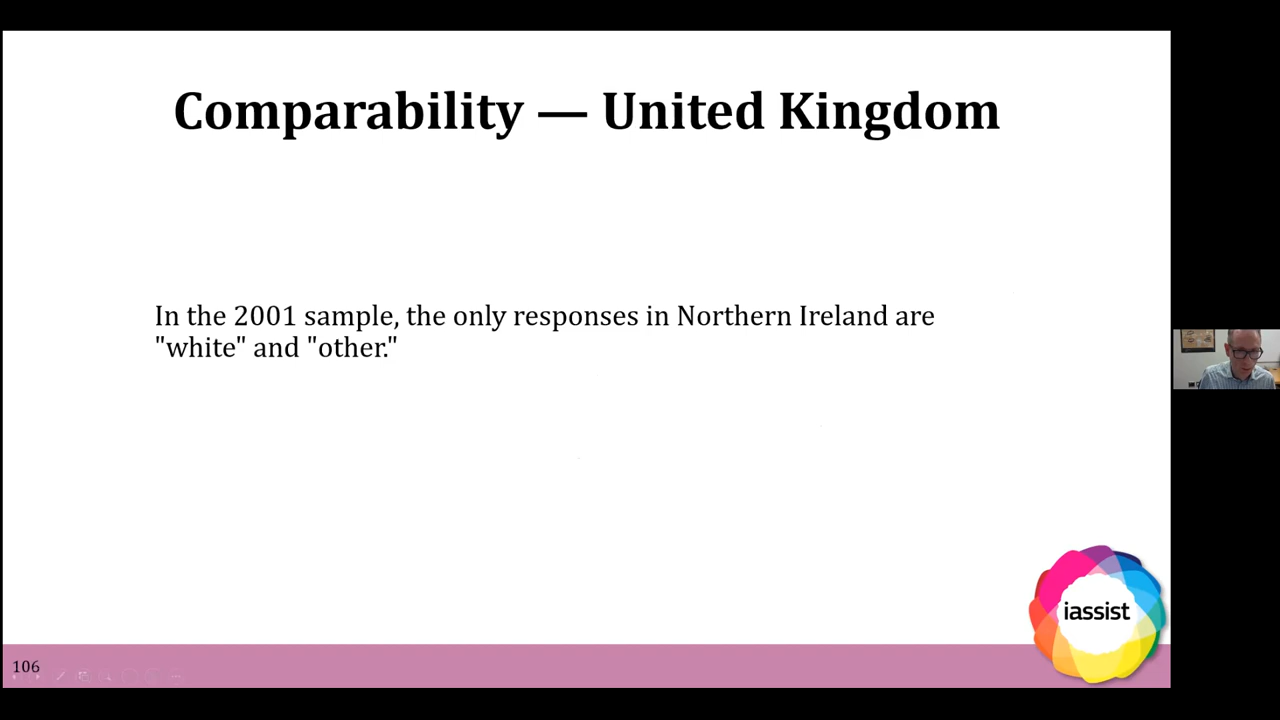 Comparability — United Kingdom
In the 2001 sample, the only responses in Northern Ireland are
"white" and "other."
iassist
106